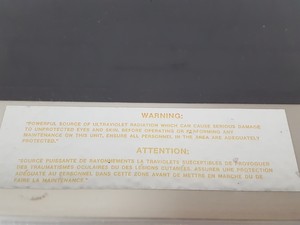 WARNING:
"POWERFUL SOURCE OF ULTRAVIOLET RADIATION WHICH CAN CAUSE SERIOUS DAMAGE
TO UNPROTECTED EYES AND SKIN, BEFORE OPERATING OR PERFORMING ANY
MAINTENANCE ON THIS UNIT, ENSURE ALL PERSONNEL IN THE AREA ARE ADEQUATELY
PROTECTED."
ATTENTION:
"SOURCE PUISSANTE DE RAYONNEMENTS ULTRAVIOLETS SUSCEPTIBLES DE PROVOQUER
DES TRAUMATISMES OCULAIRES OU DES LESIONS CUTANEES. ASSURER UNE PROTECTION
ADEQUATE AU PERSONNEL DANS CETTE ZONE AVANT DE METTRE EN MARCHE OU DE
FAIRE LA MAINTENANCE"